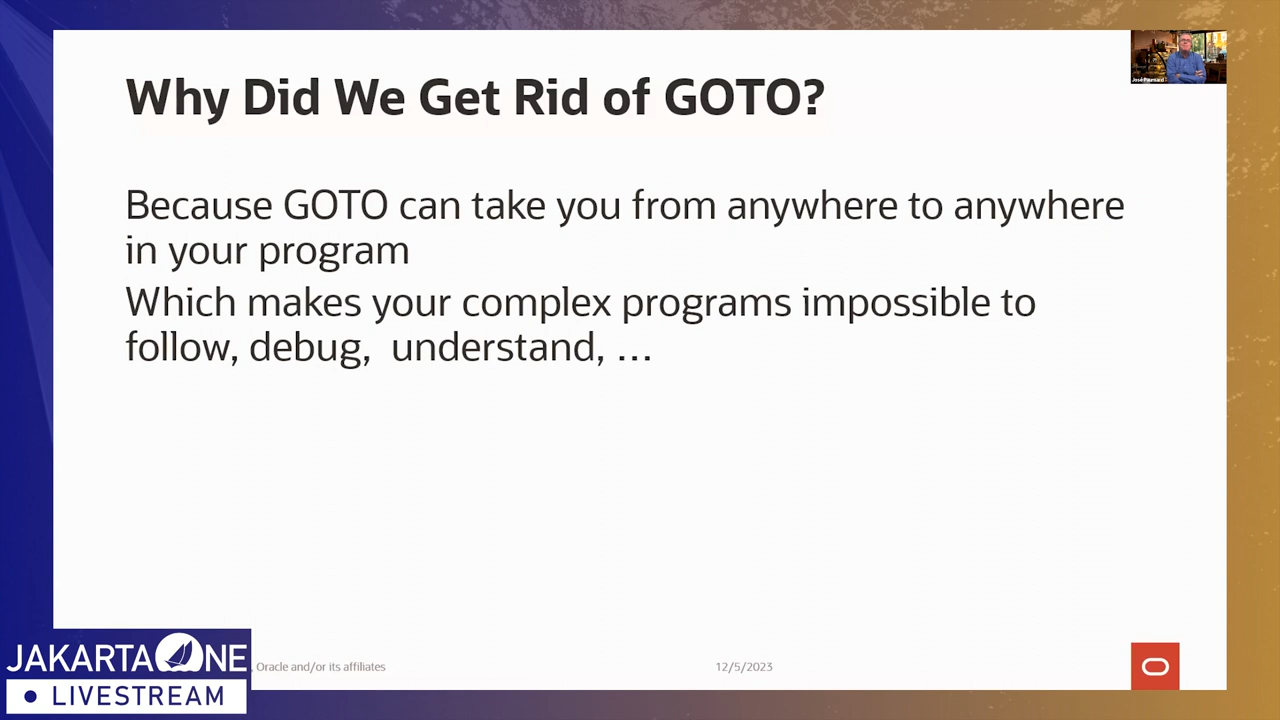 Why Did We Get Rid of GOTO?
Because GOTO can take you from anywhere to anywhere
in your program
Which makes your complex programs impossible to
follow, debug,  understand, ...
JAKARTA ONE
• LIVESTREAM
, Oracle and/or its affiliates
12/5/2023
José Paumard